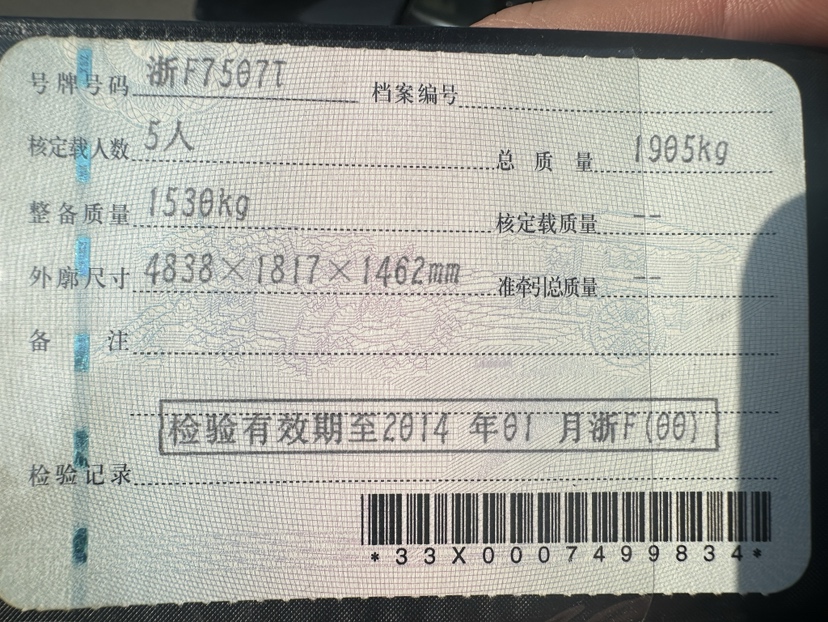 号牌号码 浙F7507T 档案编号
核定载人数 5人 总质量 1905kg
整备质量 1530kg 核定载质量 --
外廓尺寸 4838×1817×1462mm 准牵引总质量 --
备注
检验有效期至2014 年01 月浙F(00)
检验记录
*33X0007499834*